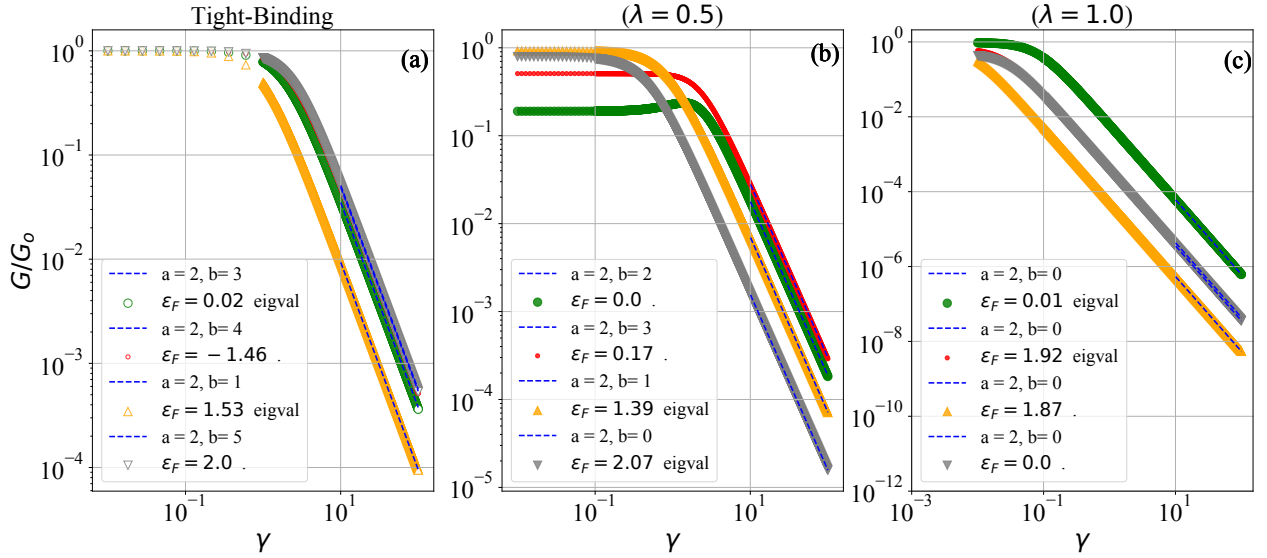 Tight-Binding
(λ = 0.5)
(λ = 1.0)
G/G_o
10^0
10^-1
10^-2
10^-3
10^-4
(a)
a = 2, b= 3
ε_F = 0.02 eigval
a = 2, b= 4
ε_F = −1.46 .
a = 2, b= 1
ε_F = 1.53 eigval
a = 2, b= 5
ε_F = 2.0 .
10^-1
10^1
γ
10^0
10^-1
10^-2
10^-3
10^-4
10^-5
(b)
a = 2, b= 2
ε_F = 0.0 .
a = 2, b= 3
ε_F = 0.17 .
a = 2, b= 1
ε_F = 1.39 eigval
a = 2, b= 0
ε_F = 2.07 eigval
10^-1
10^1
γ
10^0
10^-2
10^-4
10^-6
10^-8
10^-10
10^-12
(c)
a = 2, b= 0
ε_F = 0.01 eigval
a = 2, b= 0
ε_F = 1.92 eigval
a = 2, b= 0
ε_F = 1.87 .
a = 2, b= 0
ε_F = 0.0 .
10^-3
10^-1
10^1
γ